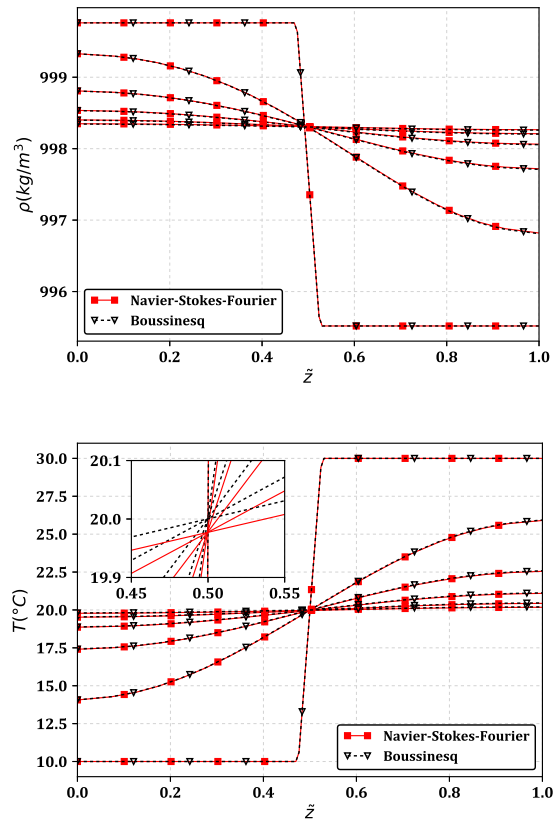 999
998
997
996
ρ(kg/m³)
Navier-Stokes-Fourier
Boussinesq
0.0 0.2 0.4 0.6 0.8 1.0
z̃
30.0
27.5
25.0
22.5
20.0
17.5
15.0
12.5
10.0
T(°C)
20.1
20.0
19.9
0.45 0.50 0.55
Navier-Stokes-Fourier
Boussinesq
0.0 0.2 0.4 0.6 0.8 1.0
z̃